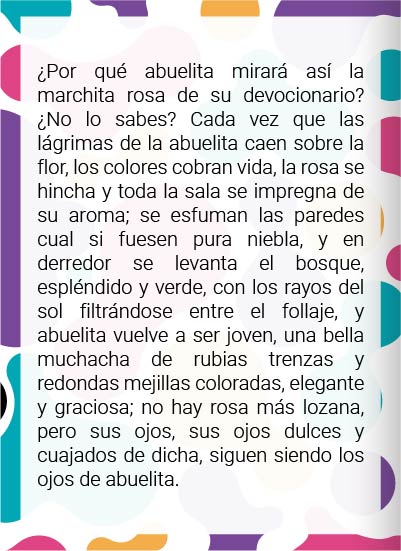 ¿Por qué abuelita mirará así la
marchita rosa de su devocionario?
¿No lo sabes? Cada vez que las
lágrimas de la abuelita caen sobre la
flor, los colores cobran vida, la rosa se
hincha y toda la sala se impregna de
su aroma; se esfuman las paredes
cual si fuesen pura niebla, y en
derredor se levanta el bosque,
espléndido y verde, con los rayos del
sol filtrándose entre el follaje, y
abuelita vuelve a ser joven, una bella
muchacha de rubias trenzas y
redondas mejillas coloradas, elegante
y graciosa; no hay rosa más lozana,
pero sus ojos, sus ojos dulces y
cuajados de dicha, siguen siendo los
ojos de abuelita.